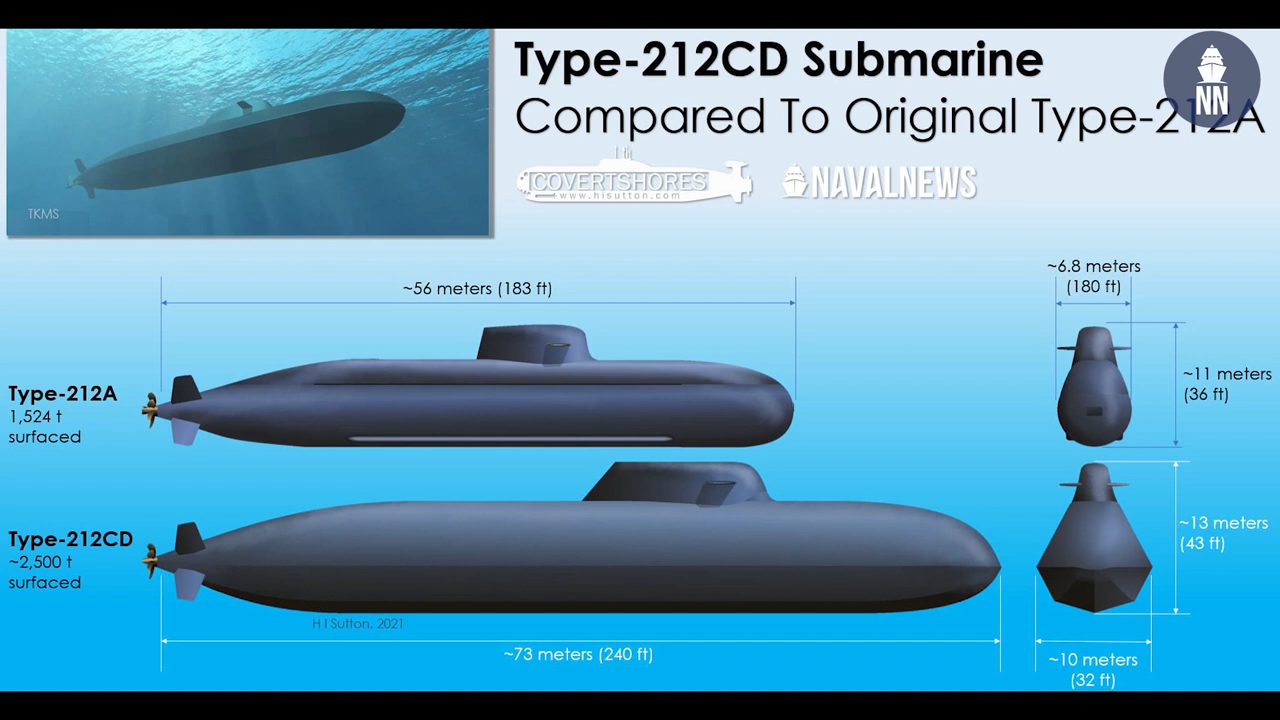 Type-212CD Submarine
Compared To Original Type-212A
NN
TKMS
COVERTSHORES
www.hisutton.com
NAVALNEWS
~56 meters (183 ft)
~6.8 meters
(180 ft)
Type-212A
1,524 t
surfaced
~11 meters
(36 ft)
Type-212CD
~2,500 t
surfaced
~13 meters
(43 ft)
H I Sutton, 2021
~73 meters (240 ft)
~10 meters
(32 ft)